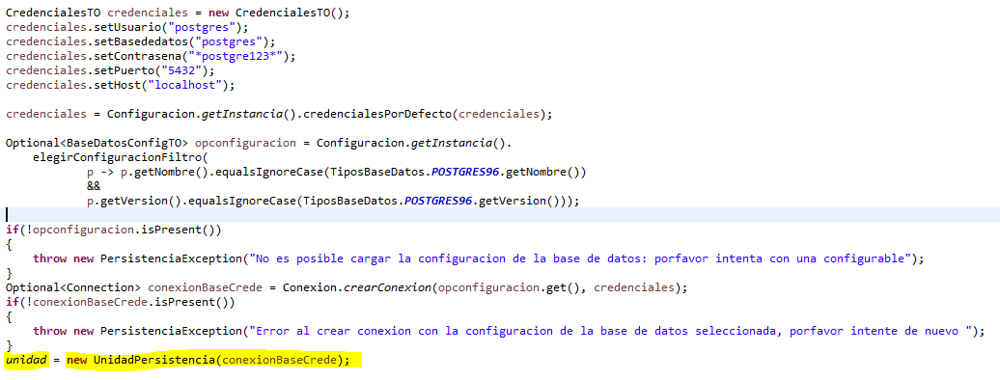 CredencialesTO credenciales = new CredencialesTO();
credenciales.setUsuario("postgres");
credenciales.setBasededatos("postgres");
credenciales.setContrasena("*postgre123*");
credenciales.setPuerto("5432");
credenciales.setHost("localhost");
credenciales = Configuracion.getInstancia().credencialesPorDefecto(credenciales);
Optional<BaseDatosConfigTO> opconfiguracion = Configuracion.getInstancia().
elegirConfiguracionFiltro(
p -> p.getNombre().equalsIgnoreCase(TiposBaseDatos.POSTGRES96.getNombre())
&&
p.getVersion().equalsIgnoreCase(TiposBaseDatos.POSTGRES96.getVersion()));
if(!opconfiguracion.isPresent())
{
throw new PersistenciaException("No es posible cargar la configuracion de la base de datos: porfavor intenta con una configurable");
}
Optional<Connection> conexionBaseCrede = Conexion.crearConexion(opconfiguracion.get(), credenciales);
if(!conexionBaseCrede.isPresent())
{
throw new PersistenciaException("Error al crear conexion con la configuracion de la base de datos seleccionada, porfavor intente de nuevo ");
}
unidad = new UnidadPersistencia(conexionBaseCrede);